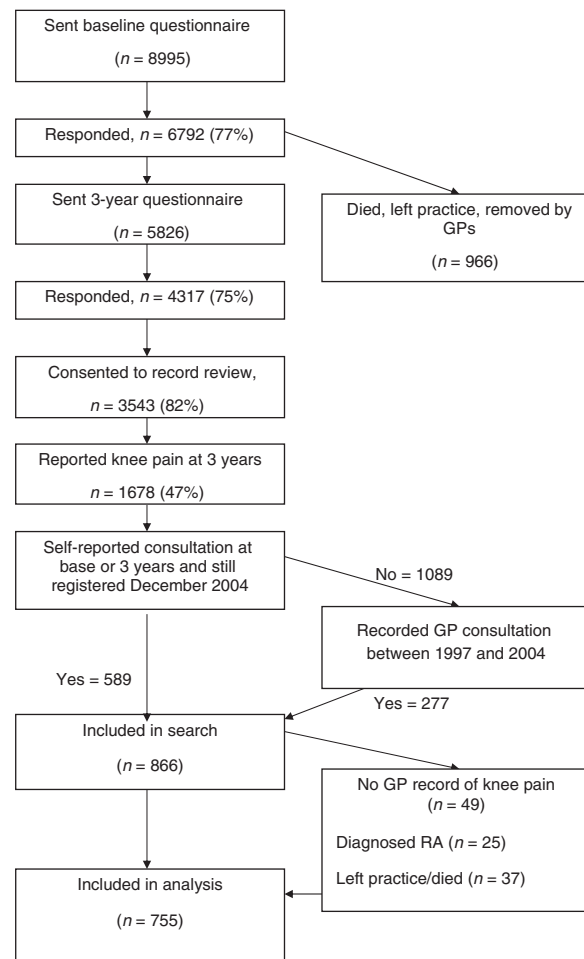 Sent baseline questionnaire
(n = 8995)
Responded, n = 6792 (77%)
Sent 3-year questionnaire
(n = 5826)
Died, left practice, removed by
GPs
(n = 966)
Responded, n = 4317 (75%)
Consented to record review,
n = 3543 (82%)
Reported knee pain at 3 years
n = 1678 (47%)
Self-reported consultation at
base or 3 years and still
registered December 2004
No = 1089
Recorded GP consultation
between 1997 and 2004
Yes = 589
Yes = 277
Included in search
(n = 866)
No GP record of knee pain
(n = 49)
Diagnosed RA (n = 25)
Left practice/died (n = 37)
Included in analysis
(n = 755)